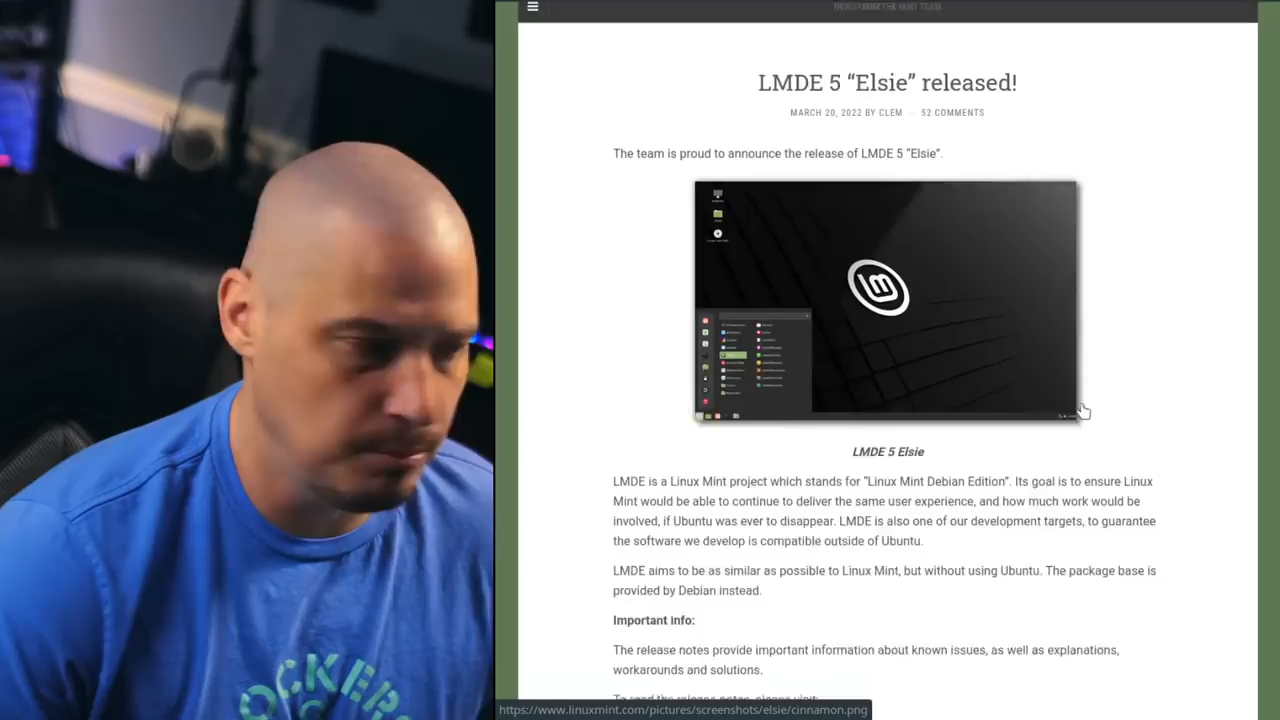 LMDE 5 “Elsie” released!
MARCH 20, 2022 BY CLEM
52 COMMENTS
The team is proud to announce the release of LMDE 5 “Elsie”.
LMDE 5 Elsie
LMDE is a Linux Mint project which stands for “Linux Mint Debian Edition”. Its goal is to ensure Linux
Mint would be able to continue to deliver the same user experience, and how much work would be
involved, if Ubuntu was ever to disappear. LMDE is also one of our development targets, to guarantee
the software we develop is compatible outside of Ubuntu.
LMDE aims to be as similar as possible to Linux Mint, but without using Ubuntu. The package base is
provided by Debian instead.
Important info:
The release notes provide important information about known issues, as well as explanations,
workarounds and solutions.
To read the release notes, please visit:
https://www.linuxmint.com/pictures/screenshots/elsie/cinnamon.png